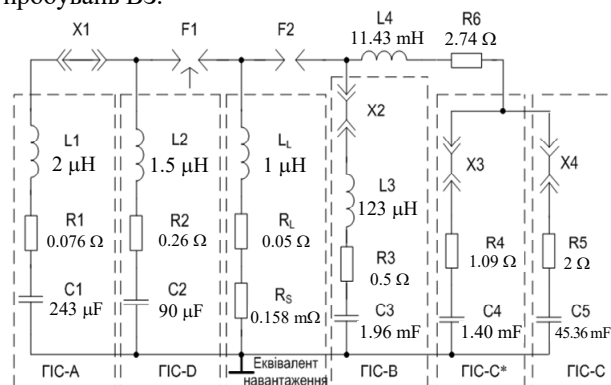 пробувань ВЗ.
X1
F1
F2
L4
11.43 mH
R6
2.74 Ω
X2
X3
X4
L1
2 μH
L2
1.5 μH
L_L
1 μH
L3
123 μH
R1
0.076 Ω
R2
0.26 Ω
R_L
0.05 Ω
R3
0.5 Ω
R4
1.09 Ω
R5
2 Ω
C1
243 μF
C2
90 μF
R_S
0.158 mΩ
C3
1.96 mF
C4
1.40 mF
C5
45.36 mF
ГІС-A
ГІС-D
Еквівалент
навантаження
ГІС-B
ГІС-C*
ГІС-C